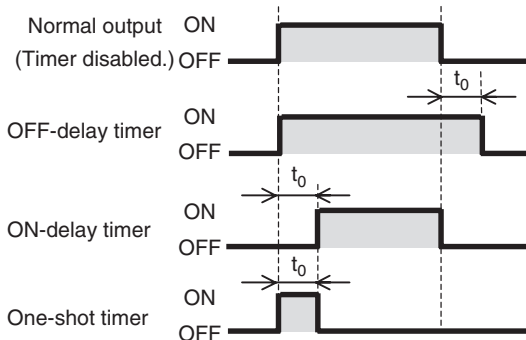 Normal output
(Timer disabled.)
ON
OFF
t0
OFF-delay timer
ON
OFF
t0
ON-delay timer
ON
OFF
t0
One-shot timer
ON
OFF